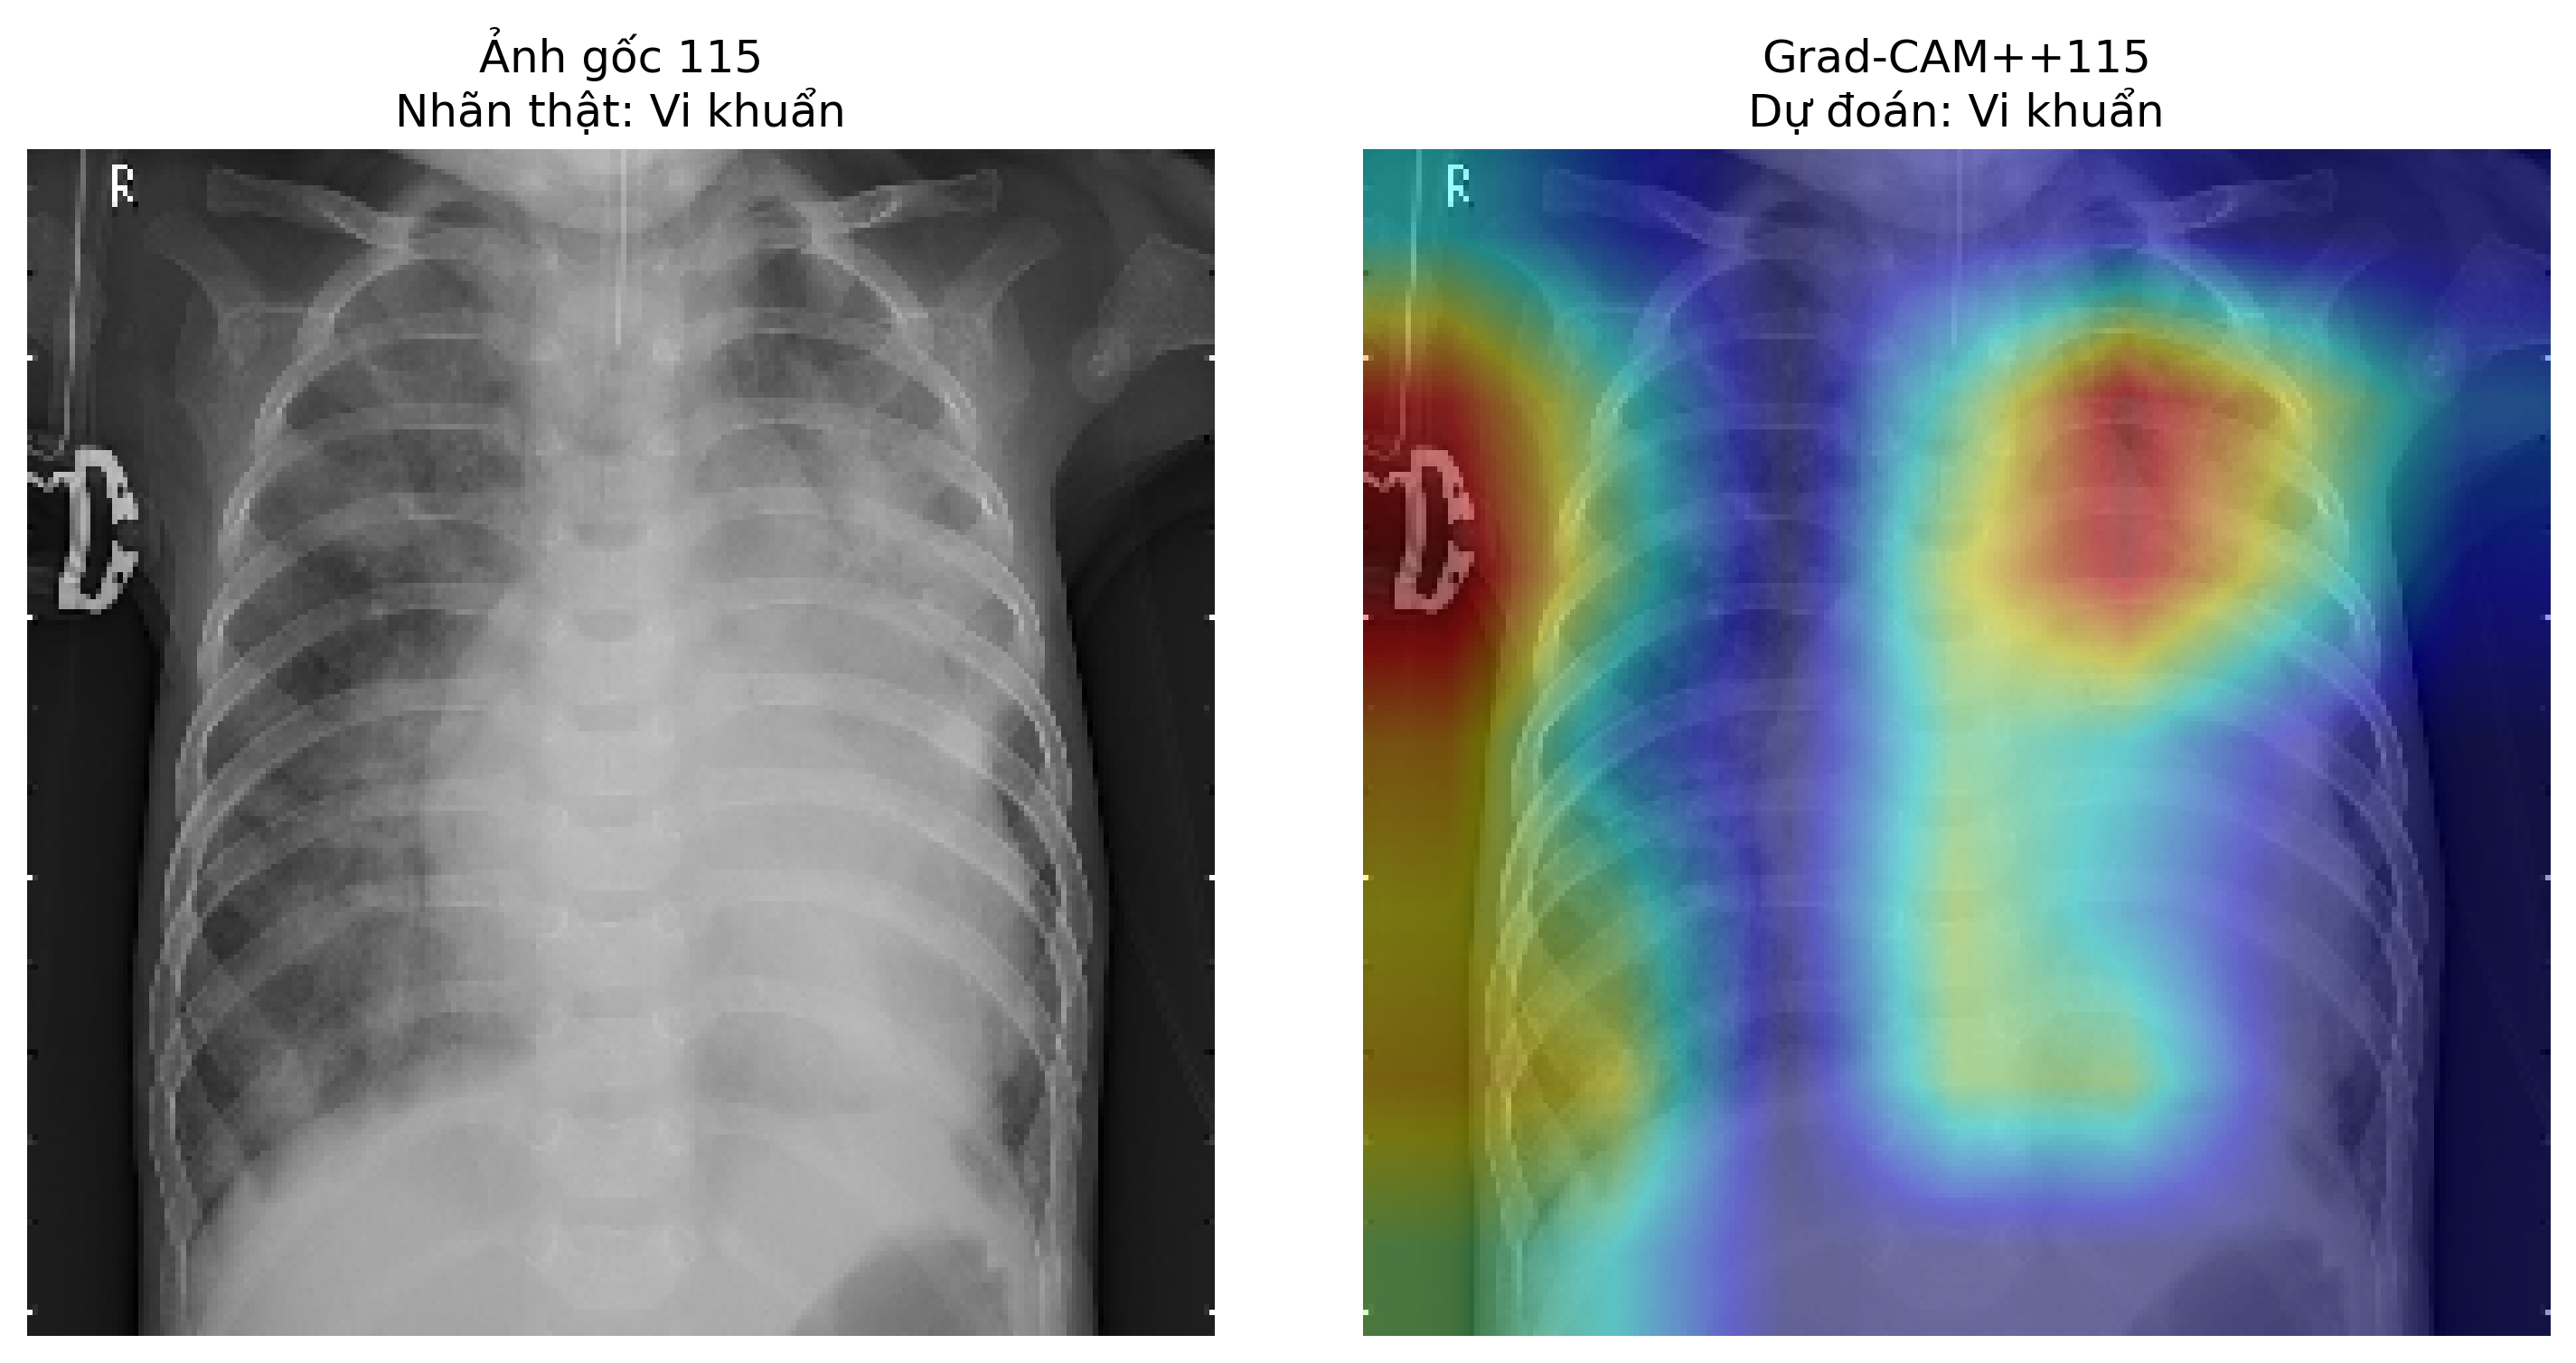 Ảnh gốc 115
Nhãn thật: Vi khuẩn
Grad-CAM++115
Dự đoán: Vi khuẩn
R
R